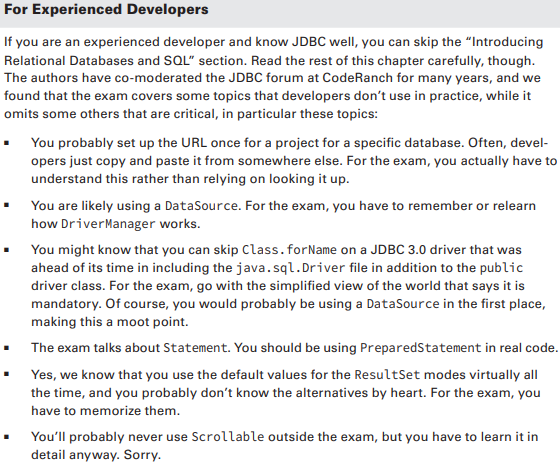 For Experienced Developers
If you are an experienced developer and know JDBC well, you can skip the “Introducing
Relational Databases and SQL” section. Read the rest of this chapter carefully, though.
The authors have co-moderated the JDBC forum at CodeRanch for many years, and we
found that the exam covers some topics that developers don’t use in practice, while it
omits some others that are critical, in particular these topics:
■ You probably set up the URL once for a project for a specific database. Often, devel-
opers just copy and paste it from somewhere else. For the exam, you actually have to
understand this rather than relying on looking it up.
■ You are likely using a DataSource. For the exam, you have to remember or relearn
how DriverManager works.
■ You might know that you can skip Class.forName on a JDBC 3.0 driver that was
ahead of its time in including the java.sql.Driver file in addition to the public
driver class. For the exam, go with the simplified view of the world that says it is
mandatory. Of course, you would probably be using a DataSource in the first place,
making this a moot point.
■ The exam talks about Statement. You should be using PreparedStatement in real code.
■ Yes, we know that you use the default values for the ResultSet modes virtually all
the time, and you probably don’t know the alternatives by heart. For the exam, you
have to memorize them.
■ You’ll probably never use Scrollable outside the exam, but you have to learn it in
detail anyway. Sorry.